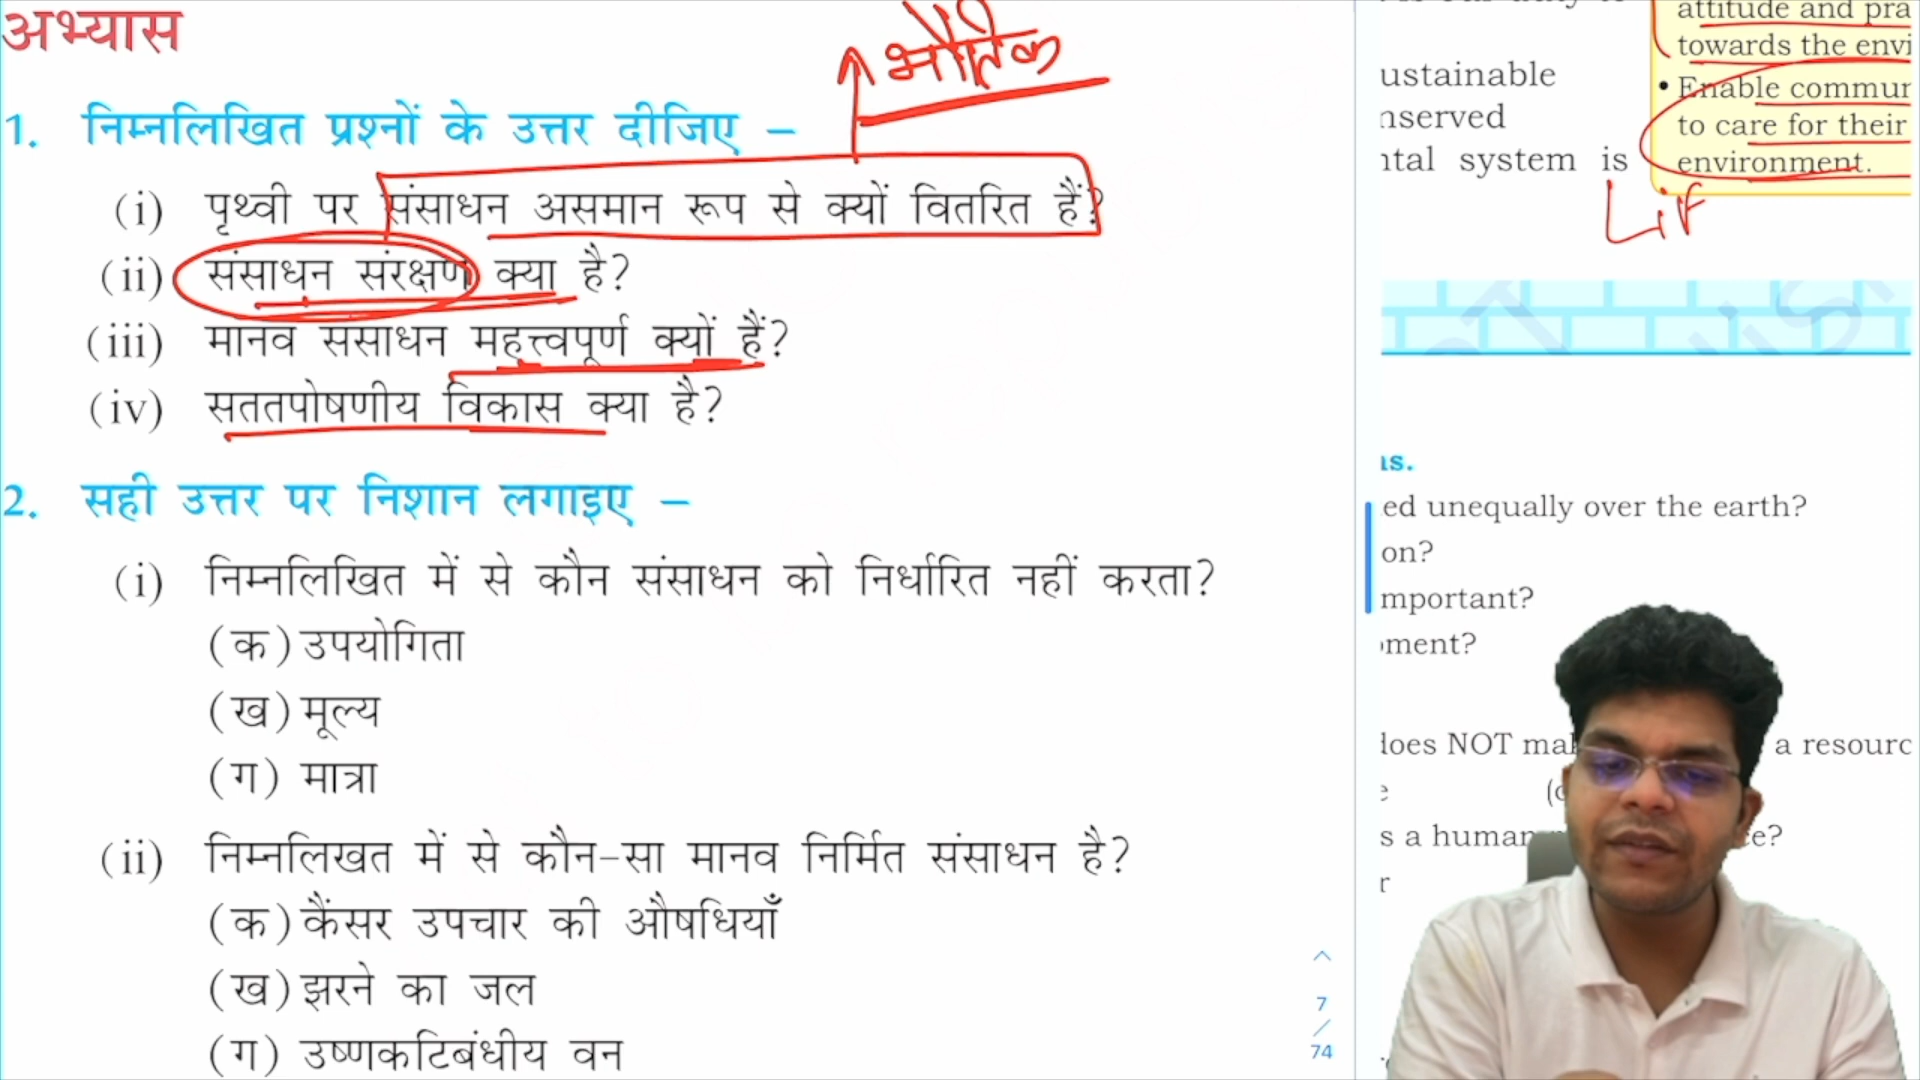 अभ्यास
भौतिक
1. निम्नलिखित प्रश्नों के उत्तर दीजिए –
(i) पृथ्वी पर संसाधन असमान रूप से क्यों वितरित हैं?
(ii) संसाधन संरक्षण क्या है?
(iii) मानव संसाधन महत्त्वपूर्ण क्यों हैं?
(iv) सततपोषणीय विकास क्या है?
2. सही उत्तर पर निशान लगाइए –
(i) निम्नलिखित में से कौन संसाधन को निर्धारित नहीं करता?
(क) उपयोगिता
(ख) मूल्य
(ग) मात्रा
(ii) निम्नलिखत में से कौन-सा मानव निर्मित संसाधन है?
(क) कैंसर उपचार की औषधियाँ
(ख) झरने का जल
(ग) उष्णकटिबंधीय वन
7
/
74
attitude and pra
towards the envi
• Enable commun
to care for their
environment.
ustainable
nserved
ntal system is
LiF
ns.
ed unequally over the earth?
on?
mportant?
ment?
does NOT ma
a resourc
s a human
e?
r